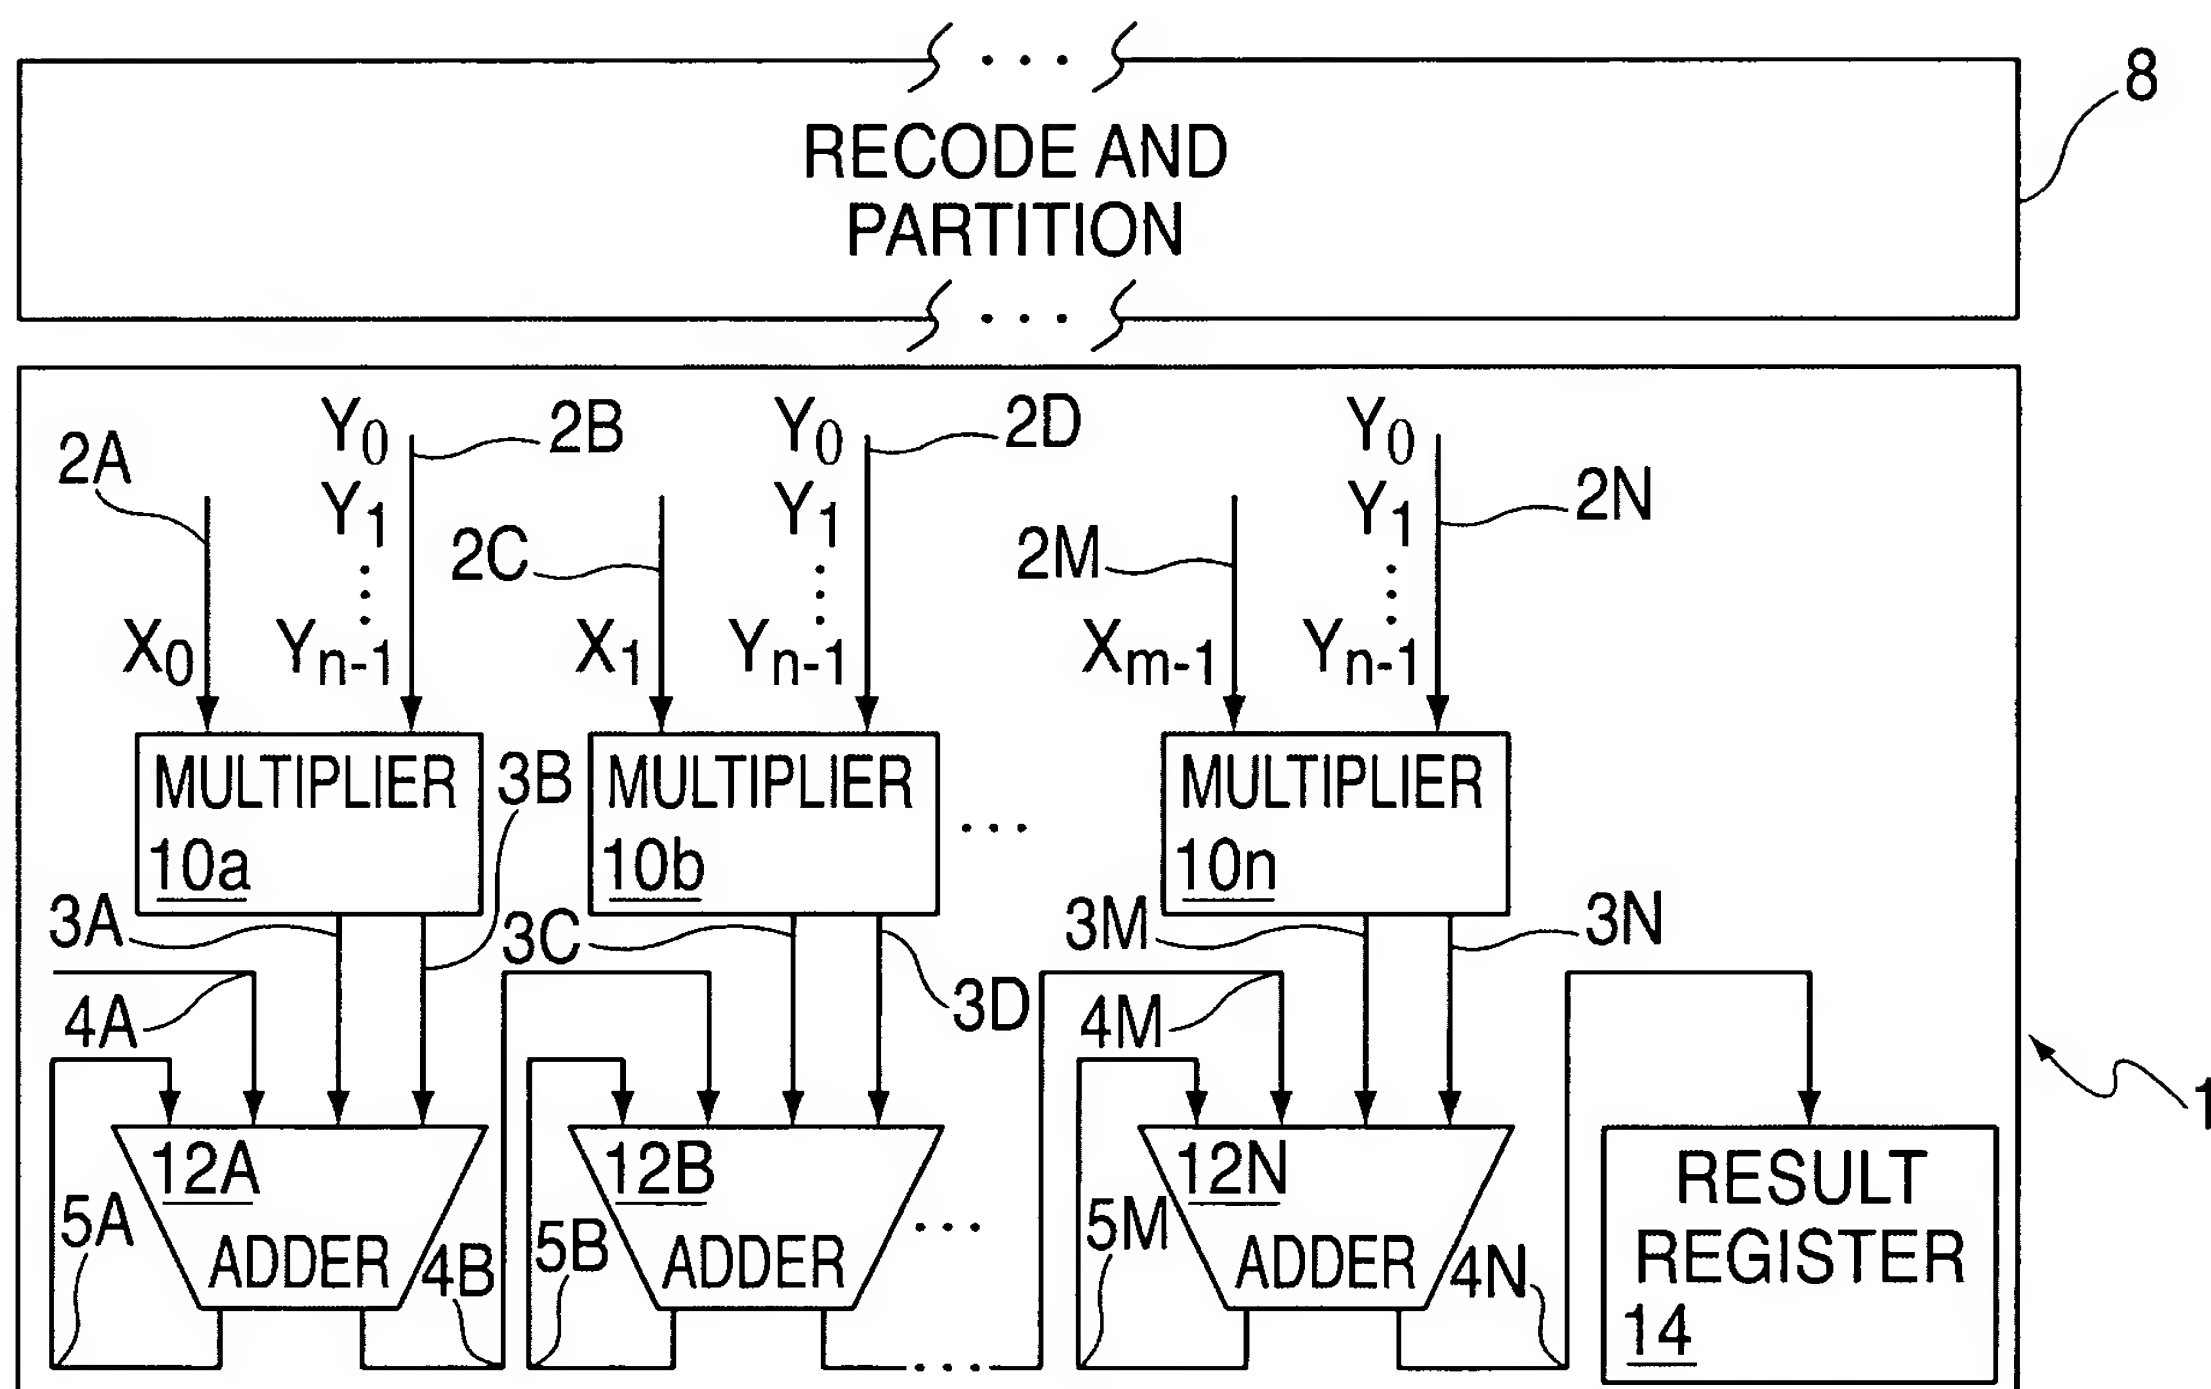 RECODE AND
PARTITION
8
2A
Y0
2B
Y0
2D
Y0
Y1
2C
Y1
2M
Y1
2N
X0
Yn-1
X1
Yn-1
Xm-1
Yn-1
MULTIPLIER
10a
3B
MULTIPLIER
10b
...
MULTIPLIER
10n
3A
3C
3D
3M
3N
4A
4M
1
12A
ADDER
12B
ADDER
...
12N
ADDER
5A
4B
5B
5M
4N
RESULT
REGISTER
14